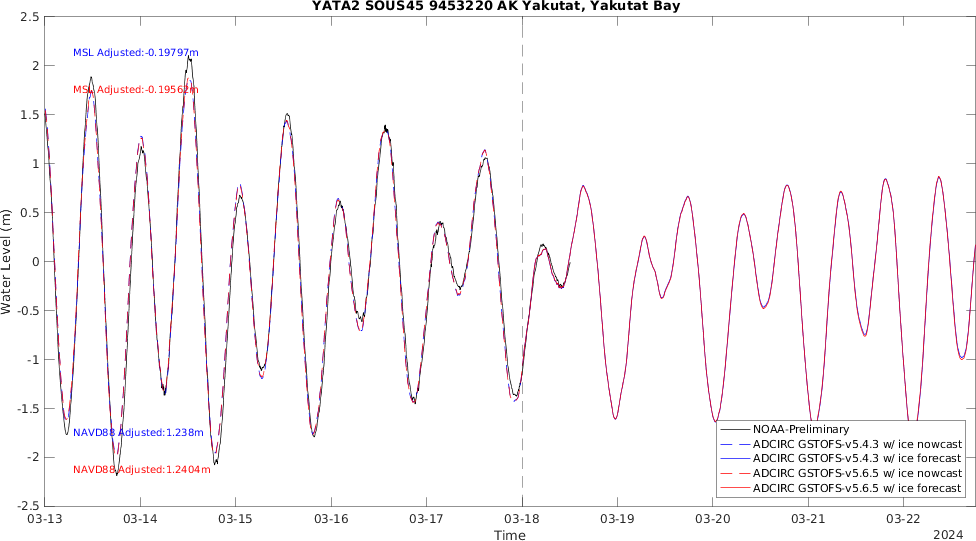 YATA2 SOUS45 9453220 AK Yakutat, Yakutat Bay
2.5
2
1.5
1
0.5
0
-0.5
-1
-1.5
-2
-2.5
Water Level (m)
MSL Adjusted:-0.19797m
MSL Adjusted:-0.19562m
NAVD88 Adjusted:1.238m
NAVD88 Adjusted:1.2404m
NOAA-Preliminary
ADCIRC GSTOFS-v5.4.3 w/ ice nowcast
ADCIRC GSTOFS-v5.4.3 w/ ice forecast
ADCIRC GSTOFS-v5.6.5 w/ ice nowcast
ADCIRC GSTOFS-v5.6.5 w/ ice forecast
03-13 03-14 03-15 03-16 03-17 03-18 03-19 03-20 03-21 03-22
Time
2024